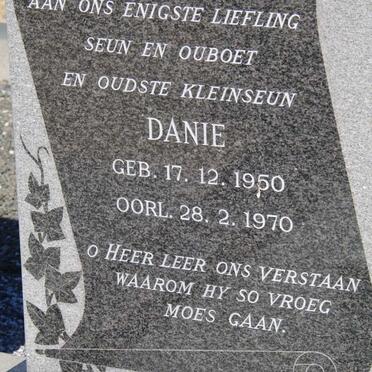 AAN ONS ENIGSTE LIEFLING
SEUN EN OUBOET
EN OUDSTE KLEINSEUN
DANIE
GEB. 17. 12. 1950
OORL. 28. 2. 1970
O HEER LEER ONS VERSTAAN
WAAROM HY SO VROEG
MOES GAAN.